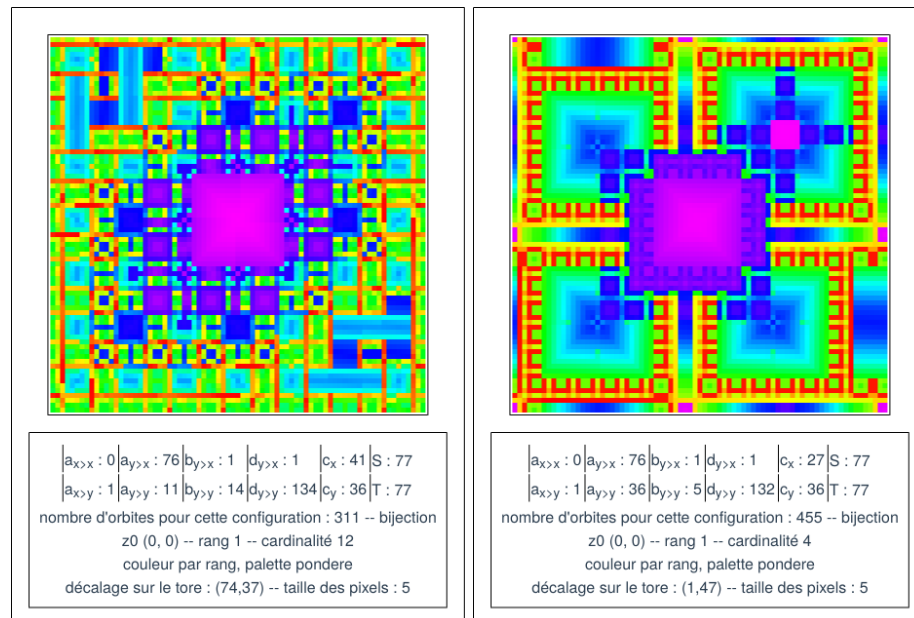 a_x>x : 0 a_y>x : 76 b_y>x : 1 d_y>x : 1 c_x : 41 S : 77
a_x>y : 1 a_y>y : 11 b_y>y : 14 d_y>y : 134 c_y : 36 T : 77
nombre d'orbites pour cette configuration : 311 -- bijection
z0 (0, 0) -- rang 1 -- cardinalité 12
couleur par rang, palette pondere
décalage sur le tore : (74,37) -- taille des pixels : 5
a_x>x : 0 a_y>x : 76 b_y>x : 1 d_y>x : 1 c_x : 27 S : 77
a_x>y : 1 a_y>y : 36 b_y>y : 5 d_y>y : 132 c_y : 36 T : 77
nombre d'orbites pour cette configuration : 455 -- bijection
z0 (0, 0) -- rang 1 -- cardinalité 4
couleur par rang, palette pondere
décalage sur le tore : (1,47) -- taille des pixels : 5